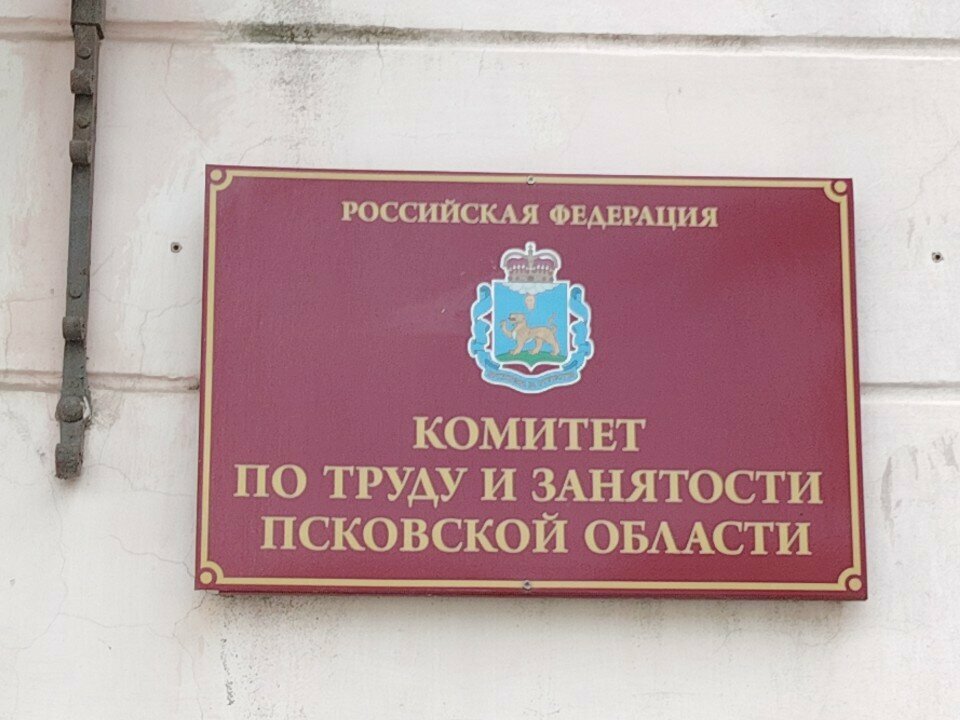 РОССИЙСКАЯ ФЕДЕРАЦИЯ
КОМИТЕТ
ПО ТРУДУ И ЗАНЯТОСТИ
ПСКОВСКОЙ ОБЛАСТИ